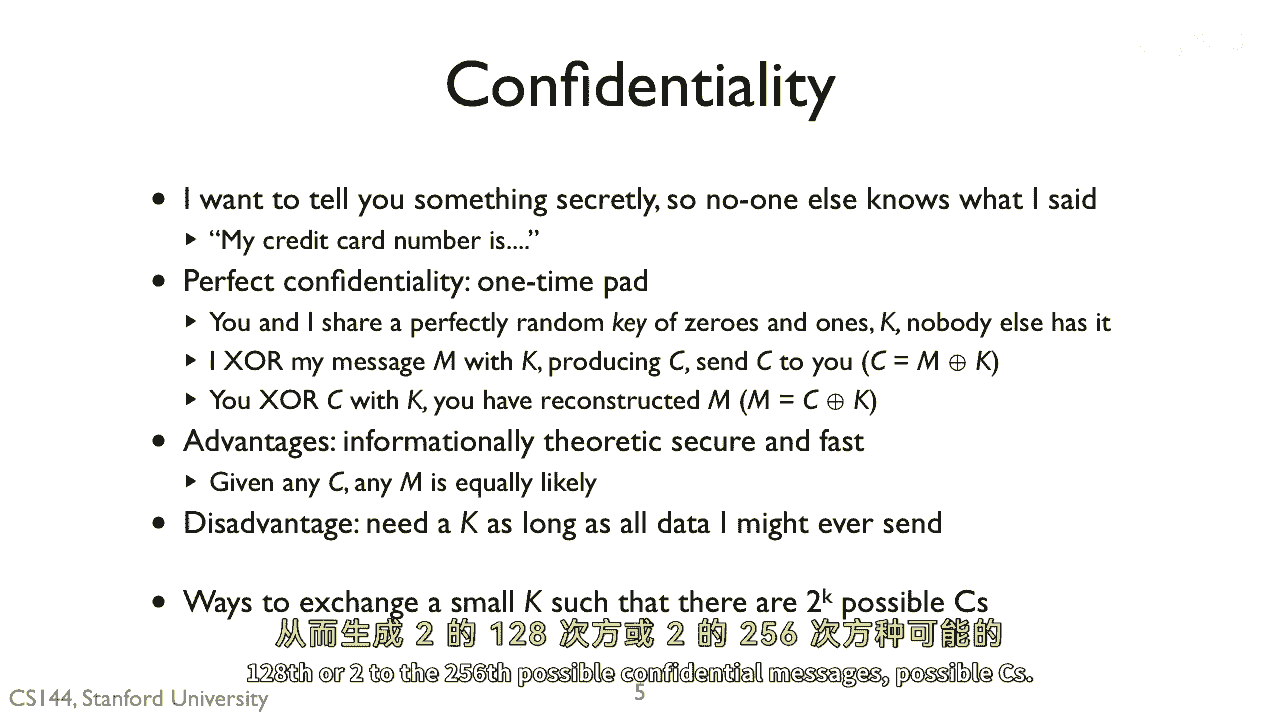 Confidentiality
• I want to tell you something secretly, so no-one else knows what I said
▸ “My credit card number is....”
• Perfect confidentiality: one-time pad
▸ You and I share a perfectly random key of zeroes and ones, K, nobody else has it
▸ I XOR my message M with K, producing C, send C to you (C = M ⊕ K)
▸ You XOR C with K, you have reconstructed M (M = C ⊕ K)
• Advantages: informationally theoretic secure and fast
▸ Given any C, any M is equally likely
• Disadvantage: need a K as long as all data I might ever send
• Ways to exchange a small K such that there are 2ᵏ possible Cs
从而生成 2 的 128 次方或 2 的 256 次方种可能的
128th or 2 to the 256th possible confidential messages, possible Cs.
CS144, Stanford University
5